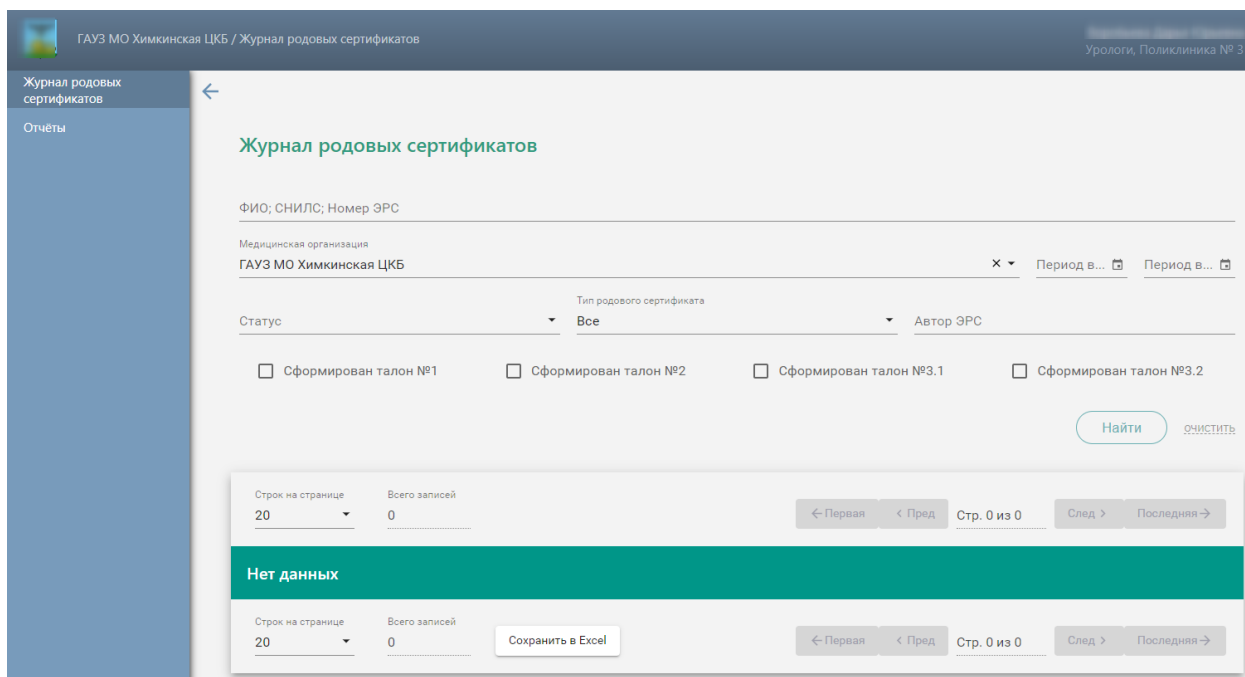 ГАУЗ МО Химкинская ЦКБ / Журнал родовых сертификатов
Урологи, Поликлиника № 3
Журнал родовых
сертификатов
Отчёты
Журнал родовых сертификатов
ФИО; СНИЛС; Номер ЭРС
Медицинская организация
ГАУЗ МО Химкинская ЦКБ
Период в...
Период в...
Статус
Тип родового сертификата
Все
Автор ЭРС
Сформирован талон №1
Сформирован талон №2
Сформирован талон №3.1
Сформирован талон №3.2
Найти
очистить
Строк на странице
20
Всего записей
0
Первая
Пред
Стр. 0 из 0
След
Последняя
Нет данных
Строк на странице
20
Всего записей
0
Сохранить в Excel
Первая
Пред
Стр. 0 из 0
След
Последняя